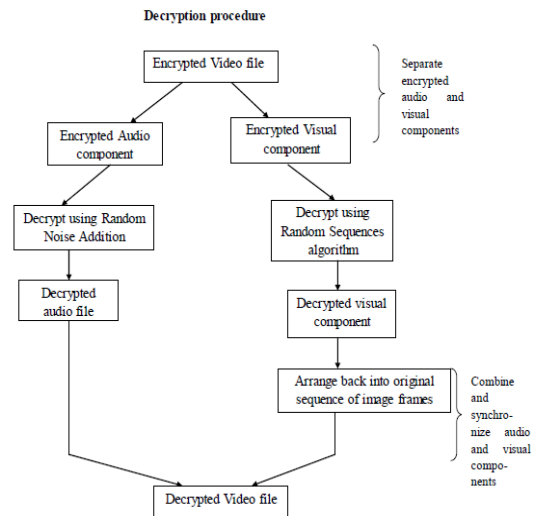 Decryption procedure
Encrypted Video file
Separate
encrypted
audio and
visual
components
Encrypted Audio
component
Encrypted Visual
component
Decrypt using Random
Noise Addition
Decrypt using
Random Sequences
algorithm
Decrypted
audio file
Decrypted visual
component
Arrange back into original
sequence of image frames
Combine
and
synchro-
nize audio
and visual
compo-
nents
Decrypted Video file